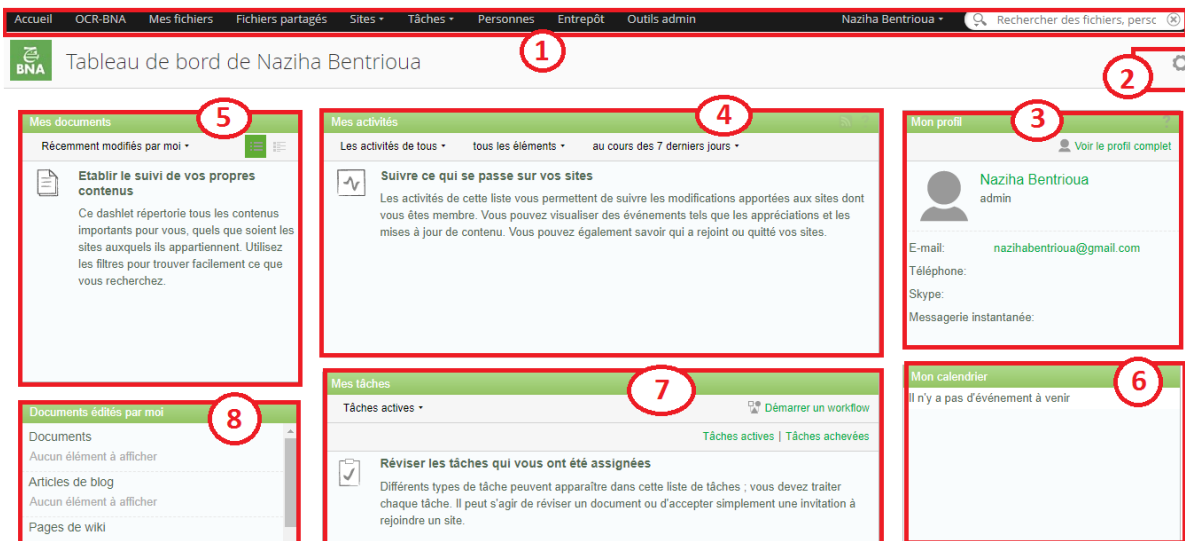 Accueil OCR-BNA Mes fichiers Fichiers partagés Sites Tâches Personnes Entrepôt Outils admin Naziha Bentrioua Rechercher des fichiers, persc
1
BNA Tableau de bord de Naziha Bentrioua
2
Mes documents
5
Récemment modifiés par moi
Etablir le suivi de vos propres
contenus
Ce dashlet répertorie tous les contenus
importants pour vous, quels que soient les
sites auxquels ils appartiennent. Utilisez
les filtres pour trouver facilement ce que
vous recherchez.
Mes activités
4
Les activités de tous tous les éléments au cours des 7 derniers jours
Suivre ce qui se passe sur vos sites
Les activités de cette liste vous permettent de suivre les modifications apportées aux sites dont
vous êtes membre. Vous pouvez visualiser des événements tels que les appréciations et les
mises à jour de contenu. Vous pouvez également savoir qui a rejoint ou quitté vos sites.
Mon profil
3
?
Voir le profil complet
Naziha Bentrioua
admin
E-mail: nazihabentrioua@gmail.com
Téléphone:
Skype:
Messagerie instantanée:
Documents édités par moi
8
Documents
Aucun élément à afficher
Articles de blog
Aucun élément à afficher
Pages de wiki
Mes tâches
7
Tâches actives Démarrer un workflow
Tâches actives | Tâches achevées
Réviser les tâches qui vous ont été assignées
Différents types de tâche peuvent apparaître dans cette liste de tâches ; vous devez traiter
chaque tâche. Il peut s'agir de réviser un document ou d'accepter simplement une invitation à
rejoindre un site.
Mon calendrier
6
Il n'y a pas d'événement à venir